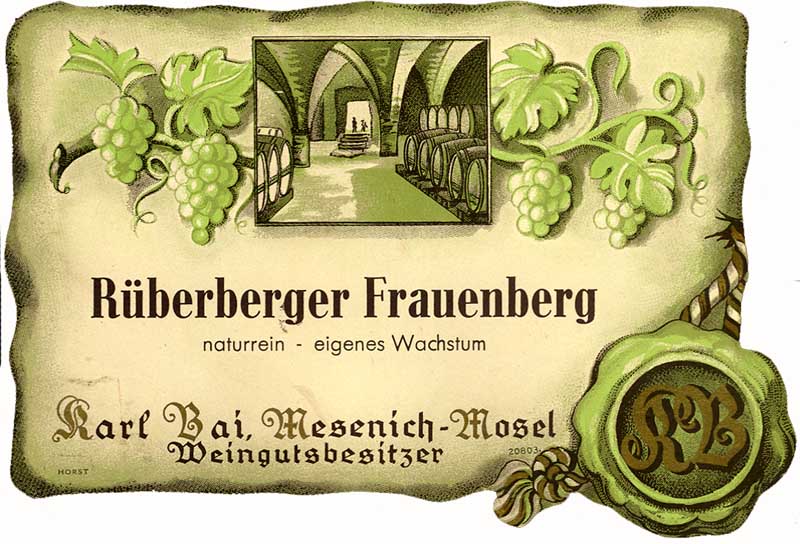 Rüberberger Frauenberg
naturrein - eigenes Wachstum
Karl Bai, Mesenich-Mosel
Weingutsbesitzer
HORST
20803
KB